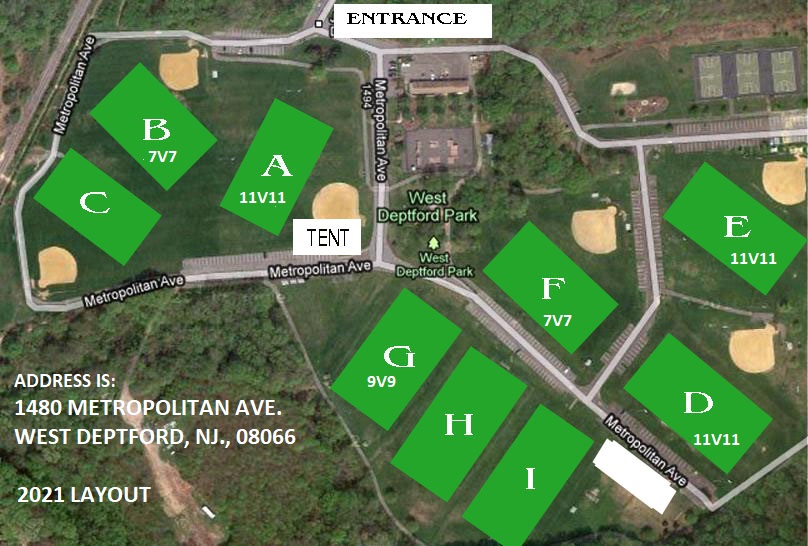 ENTRANCE
Metropolitan Ave
Metropolitan Ave
1494
B
7V7
A
11V11
C
TENT
West
Deptford Park
West
Deptford Park
E
11V11
Metropolitan Ave
Metropolitan Ave
F
7V7
G
9V9
H
I
D
11V11
Metropolitan Ave
ADDRESS IS:
1480 METROPOLITAN AVE.
WEST DEPTFORD, NJ., 08066
2021 LAYOUT